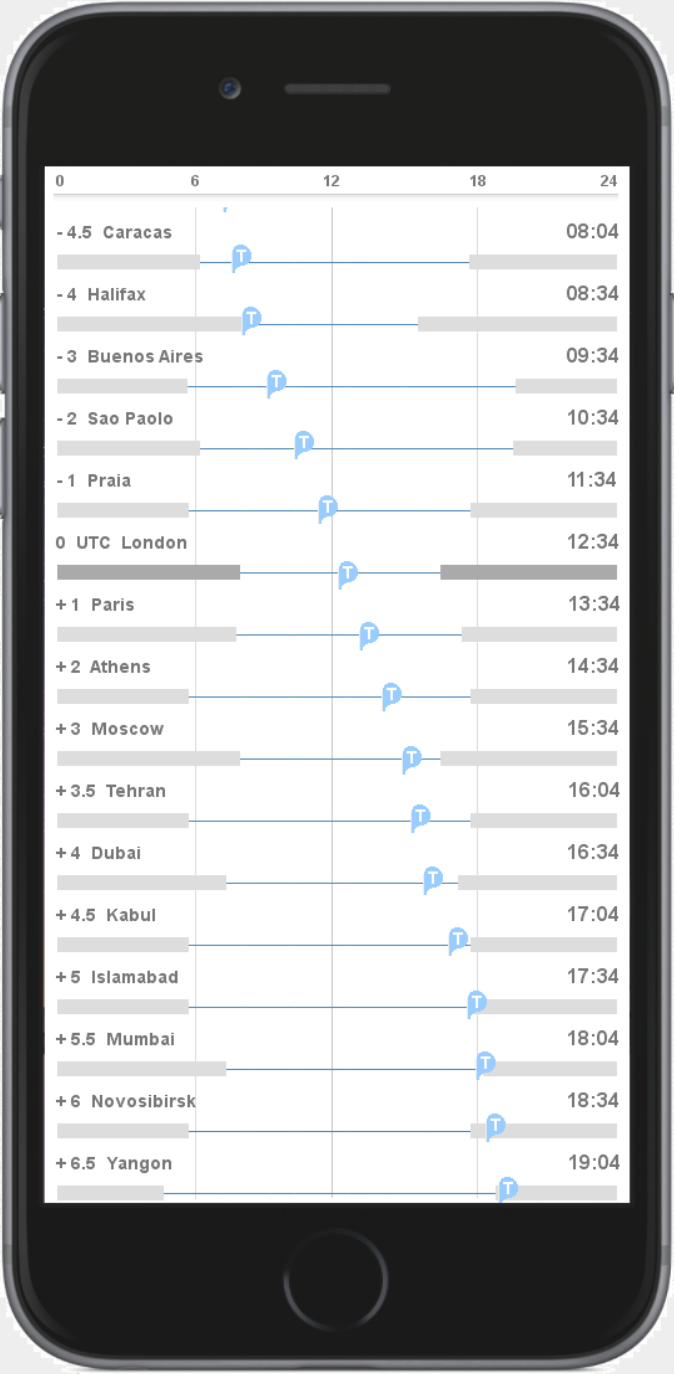 0 6 12 18 24
- 4.5 Caracas 08:04
T
- 4 Halifax 08:34
T
- 3 Buenos Aires 09:34
T
- 2 Sao Paolo 10:34
T
- 1 Praia 11:34
T
0 UTC London 12:34
T
+ 1 Paris 13:34
T
+ 2 Athens 14:34
T
+ 3 Moscow 15:34
T
+ 3.5 Tehran 16:04
T
+ 4 Dubai 16:34
T
+ 4.5 Kabul 17:04
T
+ 5 Islamabad 17:34
T
+ 5.5 Mumbai 18:04
T
+ 6 Novosibirsk 18:34
T
+ 6.5 Yangon 19:04
T